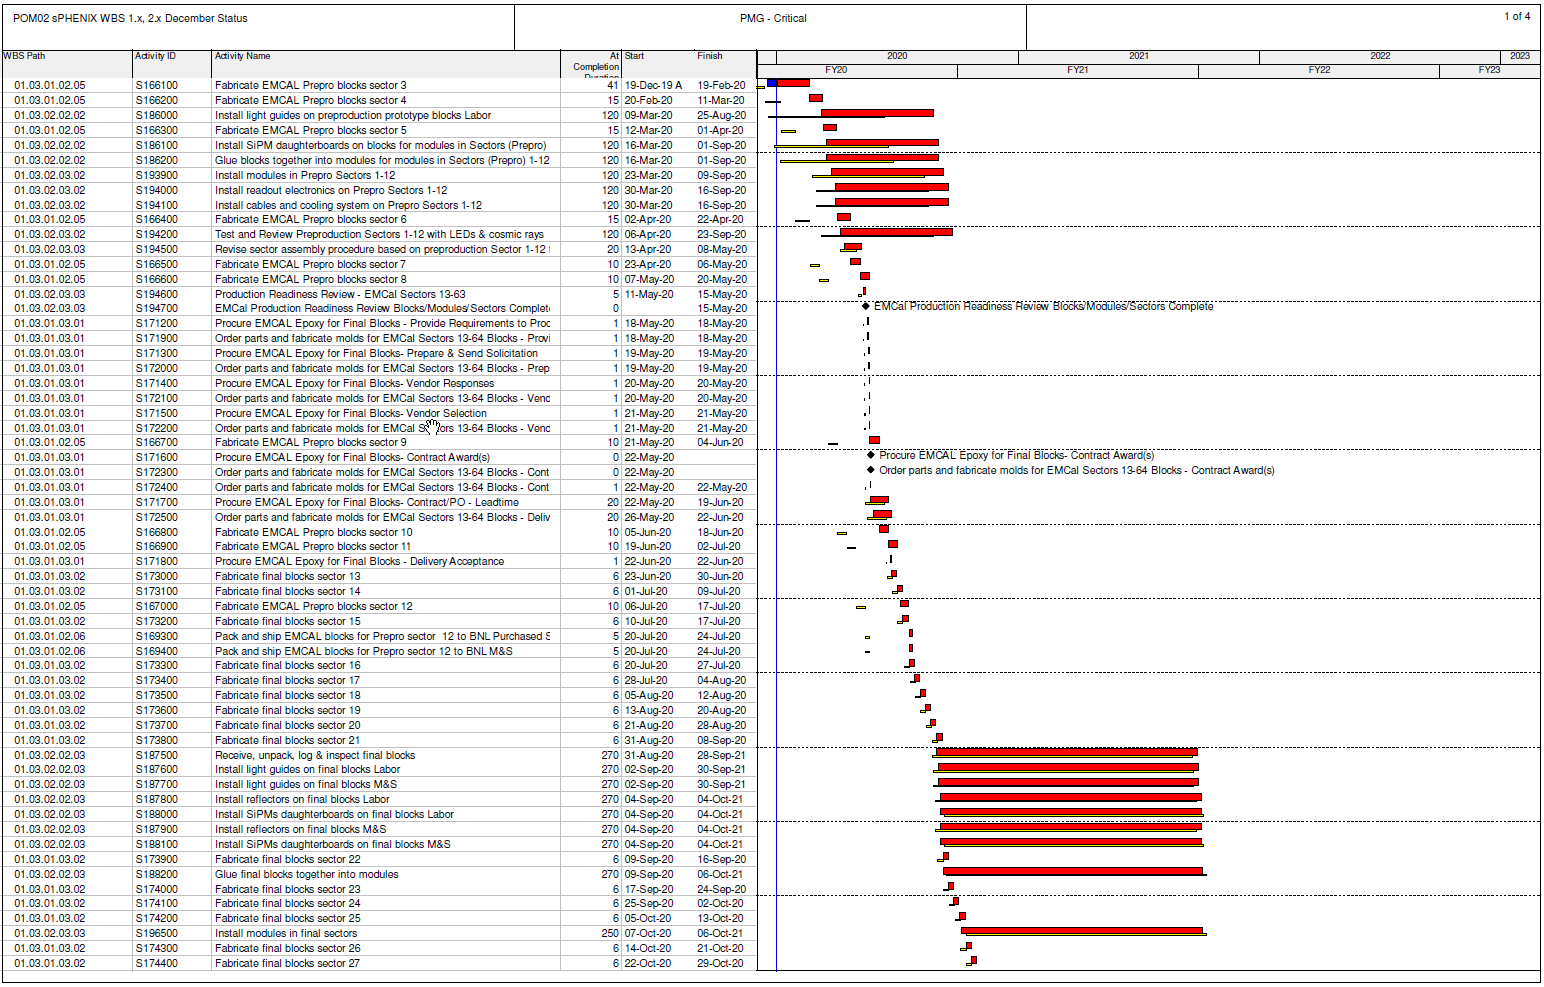 POM02 sPHENIX WBS 1.x, 2.x December Status PMG - Critical 1 of 4
WBS Path Activity ID Activity Name At Completion Duration Start Finish 2020 2021 2022 2023
FY20 FY21 FY22 FY23
01.03.01.02.05 S166100 Fabricate EMCAL Prepro blocks sector 3 41 19-Dec-19 A 19-Feb-20
01.03.01.02.05 S166200 Fabricate EMCAL Prepro blocks sector 4 15 20-Feb-20 11-Mar-20
01.03.02.02.02 S186000 Install light guides on preproduction prototype blocks Labor 120 09-Mar-20 25-Aug-20
01.03.01.02.05 S166300 Fabricate EMCAL Prepro blocks sector 5 15 12-Mar-20 01-Apr-20
01.03.02.02.02 S186100 Install SiPM daughterboards on blocks for modules in Sectors (Prepro) 120 16-Mar-20 01-Sep-20
01.03.02.02.02 S186200 Glue blocks together into modules for modules in Sectors (Prepro) 1-12 120 16-Mar-20 01-Sep-20
01.03.02.03.02 S193900 Install modules in Prepro Sectors 1-12 120 23-Mar-20 09-Sep-20
01.03.02.03.02 S194000 Install readout electronics on Prepro Sectors 1-12 120 30-Mar-20 16-Sep-20
01.03.02.03.02 S194100 Install cables and cooling system on Prepro Sectors 1-12 120 30-Mar-20 16-Sep-20
01.03.01.02.05 S166400 Fabricate EMCAL Prepro blocks sector 6 15 02-Apr-20 22-Apr-20
01.03.02.03.02 S194200 Test and Review Preproduction Sectors 1-12 with LEDs & cosmic rays 120 06-Apr-20 23-Sep-20
01.03.02.03.03 S194500 Revise sector assembly procedure based on preproduction Sector 1-12 20 13-Apr-20 08-May-20
01.03.01.02.05 S166500 Fabricate EMCAL Prepro blocks sector 7 10 23-Apr-20 06-May-20
01.03.01.02.05 S166600 Fabricate EMCAL Prepro blocks sector 8 10 07-May-20 20-May-20
01.03.02.03.03 S194600 Production Readiness Review - EMCal Sectors 13-63 5 11-May-20 15-May-20
01.03.02.03.03 S194700 EMCal Production Readiness Review Blocks/Modules/Sectors Complete 0 15-May-20 EMCal Production Readiness Review Blocks/Modules/Sectors Complete
01.03.01.03.01 S171200 Procure EMCAL Epoxy for Final Blocks - Provide Requirements to Proc 1 18-May-20 18-May-20
01.03.01.03.01 S171900 Order parts and fabricate molds for EMCal Sectors 13-64 Blocks - Provi 1 18-May-20 18-May-20
01.03.01.03.01 S171300 Procure EMCAL Epoxy for Final Blocks- Prepare & Send Solicitation 1 19-May-20 19-May-20
01.03.01.03.01 S172000 Order parts and fabricate molds for EMCal Sectors 13-64 Blocks - Prep 1 19-May-20 19-May-20
01.03.01.03.01 S171400 Procure EMCAL Epoxy for Final Blocks- Vendor Responses 1 20-May-20 20-May-20
01.03.01.03.01 S172100 Order parts and fabricate molds for EMCal Sectors 13-64 Blocks - Vend 1 20-May-20 20-May-20
01.03.01.03.01 S171500 Procure EMCAL Epoxy for Final Blocks- Vendor Selection 1 21-May-20 21-May-20
01.03.01.03.01 S172200 Order parts and fabricate molds for EMCal Sectors 13-64 Blocks - Vend 1 21-May-20 21-May-20
01.03.01.02.05 S166700 Fabricate EMCAL Prepro blocks sector 9 10 21-May-20 04-Jun-20
01.03.01.03.01 S171600 Procure EMCAL Epoxy for Final Blocks- Contract Award(s) 0 22-May-20 Procure EMCAL Epoxy for Final Blocks- Contract Award(s)
01.03.01.03.01 S172300 Order parts and fabricate molds for EMCal Sectors 13-64 Blocks - Cont 0 22-May-20 Order parts and fabricate molds for EMCal Sectors 13-64 Blocks - Contract Award(s)
01.03.01.03.01 S172400 Order parts and fabricate molds for EMCal Sectors 13-64 Blocks - Cont 1 22-May-20 22-May-20
01.03.01.03.01 S171700 Procure EMCAL Epoxy for Final Blocks- Contract/PO - Leadtime 20 22-May-20 19-Jun-20
01.03.01.03.01 S172500 Order parts and fabricate molds for EMCal Sectors 13-64 Blocks - Deliv 20 26-May-20 22-Jun-20
01.03.01.02.05 S166800 Fabricate EMCAL Prepro blocks sector 10 10 05-Jun-20 18-Jun-20
01.03.01.02.05 S166900 Fabricate EMCAL Prepro blocks sector 11 10 19-Jun-20 02-Jul-20
01.03.01.03.01 S171800 Procure EMCAL Epoxy for Final Blocks - Delivery Acceptance 1 22-Jun-20 22-Jun-20
01.03.01.03.02 S173000 Fabricate final blocks sector 13 6 23-Jun-20 30-Jun-20
01.03.01.03.02 S173100 Fabricate final blocks sector 14 6 01-Jul-20 09-Jul-20
01.03.01.02.05 S167000 Fabricate EMCAL Prepro blocks sector 12 10 06-Jul-20 17-Jul-20
01.03.01.03.02 S173200 Fabricate final blocks sector 15 6 10-Jul-20 17-Jul-20
01.03.01.02.06 S169300 Pack and ship EMCAL blocks for Prepro sector 12 to BNL Purchased S 5 20-Jul-20 24-Jul-20
01.03.01.02.06 S169400 Pack and ship EMCAL blocks for Prepro sector 12 to BNL M&S 5 20-Jul-20 24-Jul-20
01.03.01.03.02 S173300 Fabricate final blocks sector 16 6 20-Jul-20 27-Jul-20
01.03.01.03.02 S173400 Fabricate final blocks sector 17 6 28-Jul-20 04-Aug-20
01.03.01.03.02 S173500 Fabricate final blocks sector 18 6 05-Aug-20 12-Aug-20
01.03.01.03.02 S173600 Fabricate final blocks sector 19 6 13-Aug-20 20-Aug-20
01.03.01.03.02 S173700 Fabricate final blocks sector 20 6 21-Aug-20 28-Aug-20
01.03.01.03.02 S173800 Fabricate final blocks sector 21 6 31-Aug-20 08-Sep-20
01.03.02.02.03 S187500 Receive, unpack, log & inspect final blocks 270 31-Aug-20 28-Sep-21
01.03.02.02.03 S187600 Install light guides on final blocks Labor 270 02-Sep-20 30-Sep-21
01.03.02.02.03 S187700 Install light guides on final blocks M&S 270 02-Sep-20 30-Sep-21
01.03.02.02.03 S187800 Install reflectors on final blocks Labor 270 04-Sep-20 04-Oct-21
01.03.02.02.03 S188000 Install SiPMs daughterboards on final blocks Labor 270 04-Sep-20 04-Oct-21
01.03.02.02.03 S187900 Install reflectors on final blocks M&S 270 04-Sep-20 04-Oct-21
01.03.02.02.03 S188100 Install SiPMs daughterboards on final blocks M&S 270 04-Sep-20 04-Oct-21
01.03.01.03.02 S173900 Fabricate final blocks sector 22 6 09-Sep-20 16-Sep-20
01.03.02.02.03 S188200 Glue final blocks together into modules 270 09-Sep-20 06-Oct-21
01.03.01.03.02 S174000 Fabricate final blocks sector 23 6 17-Sep-20 24-Sep-20
01.03.01.03.02 S174100 Fabricate final blocks sector 24 6 25-Sep-20 02-Oct-20
01.03.01.03.02 S174200 Fabricate final blocks sector 25 6 05-Oct-20 13-Oct-20
01.03.02.03.03 S196500 Install modules in final sectors 250 07-Oct-20 06-Oct-21
01.03.01.03.02 S174300 Fabricate final blocks sector 26 6 14-Oct-20 21-Oct-20
01.03.01.03.02 S174400 Fabricate final blocks sector 27 6 22-Oct-20 29-Oct-20